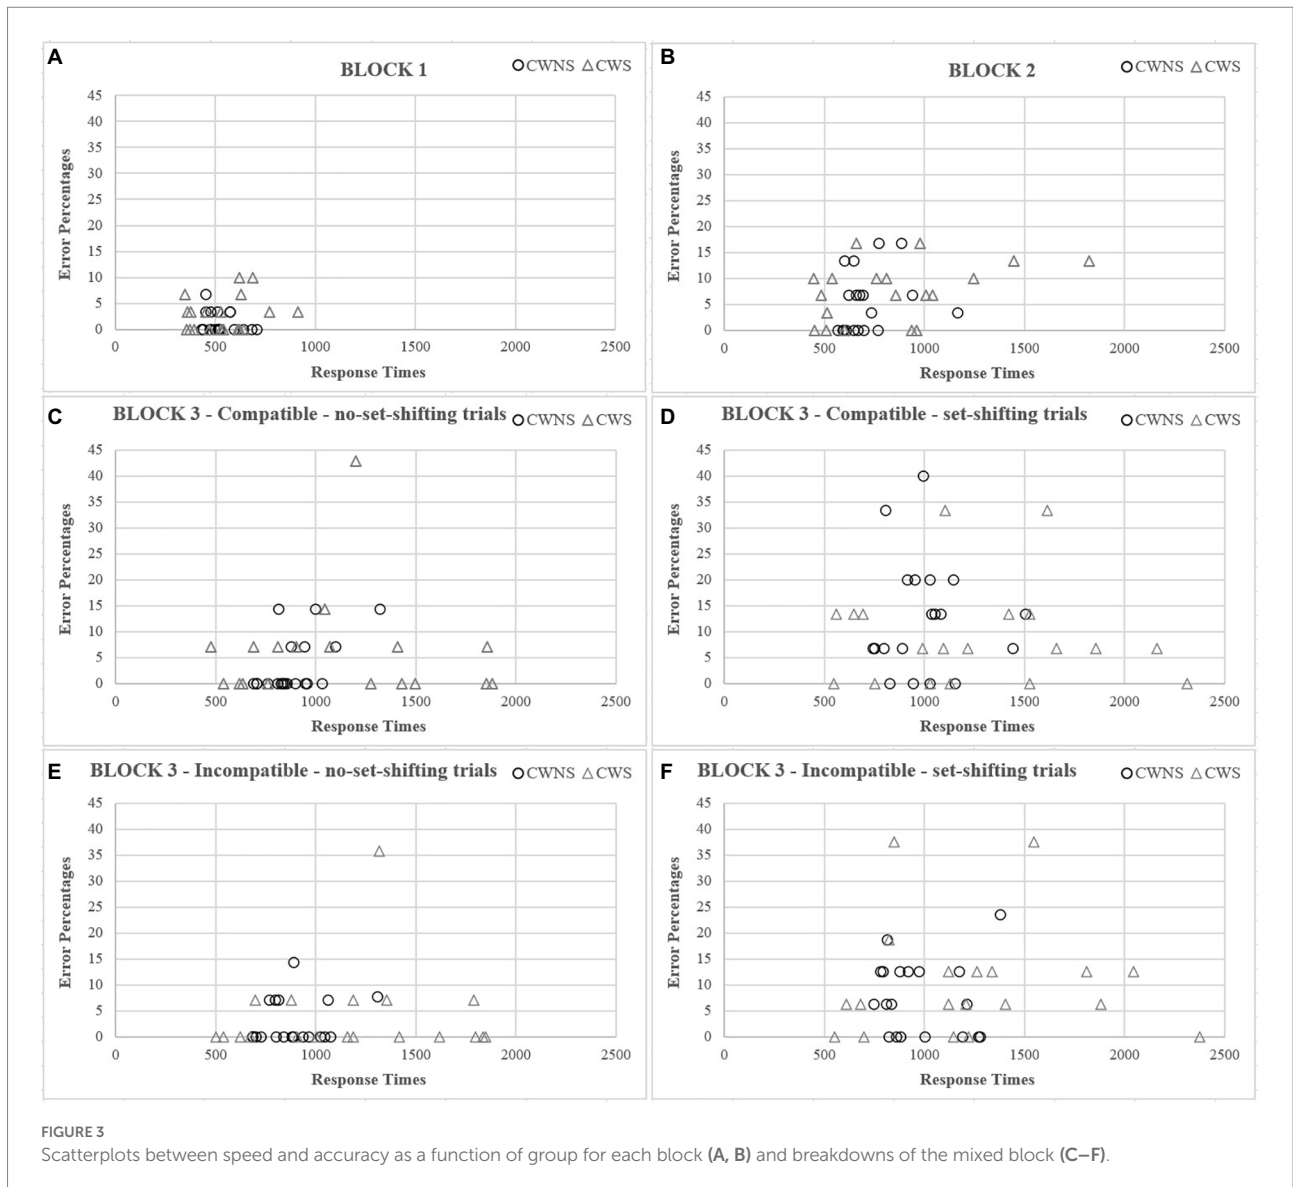 A
BLOCK 1
CWNS CWS
45
40
35
30
25
20
15
10
5
0
Error Percentages
0 500 1000 1500 2000 2500
Response Times
B
BLOCK 2
CWNS CWS
45
40
35
30
25
20
15
10
5
0
Error Percentages
0 500 1000 1500 2000 2500
Response Times
C
BLOCK 3 - Compatible - no-set-shifting trials
CWNS CWS
45
40
35
30
25
20
15
10
5
0
Error Percentages
0 500 1000 1500 2000 2500
Response Times
D
BLOCK 3 - Compatible - set-shifting trials
CWNS CWS
45
40
35
30
25
20
15
10
5
0
Error Percentages
0 500 1000 1500 2000 2500
Response Times
E
BLOCK 3 - Incompatible - no-set-shifting trials
CWNS CWS
45
40
35
30
25
20
15
10
5
0
Error Percentages
0 500 1000 1500 2000 2500
Response Times
F
BLOCK 3 - Incompatible - set-shifting trials
CWNS CWS
45
40
35
30
25
20
15
10
5
0
Error Percentages
0 500 1000 1500 2000 2500
Response Times
FIGURE 3
Scatterplots between speed and accuracy as a function of group for each block (A, B) and breakdowns of the mixed block (C–F).